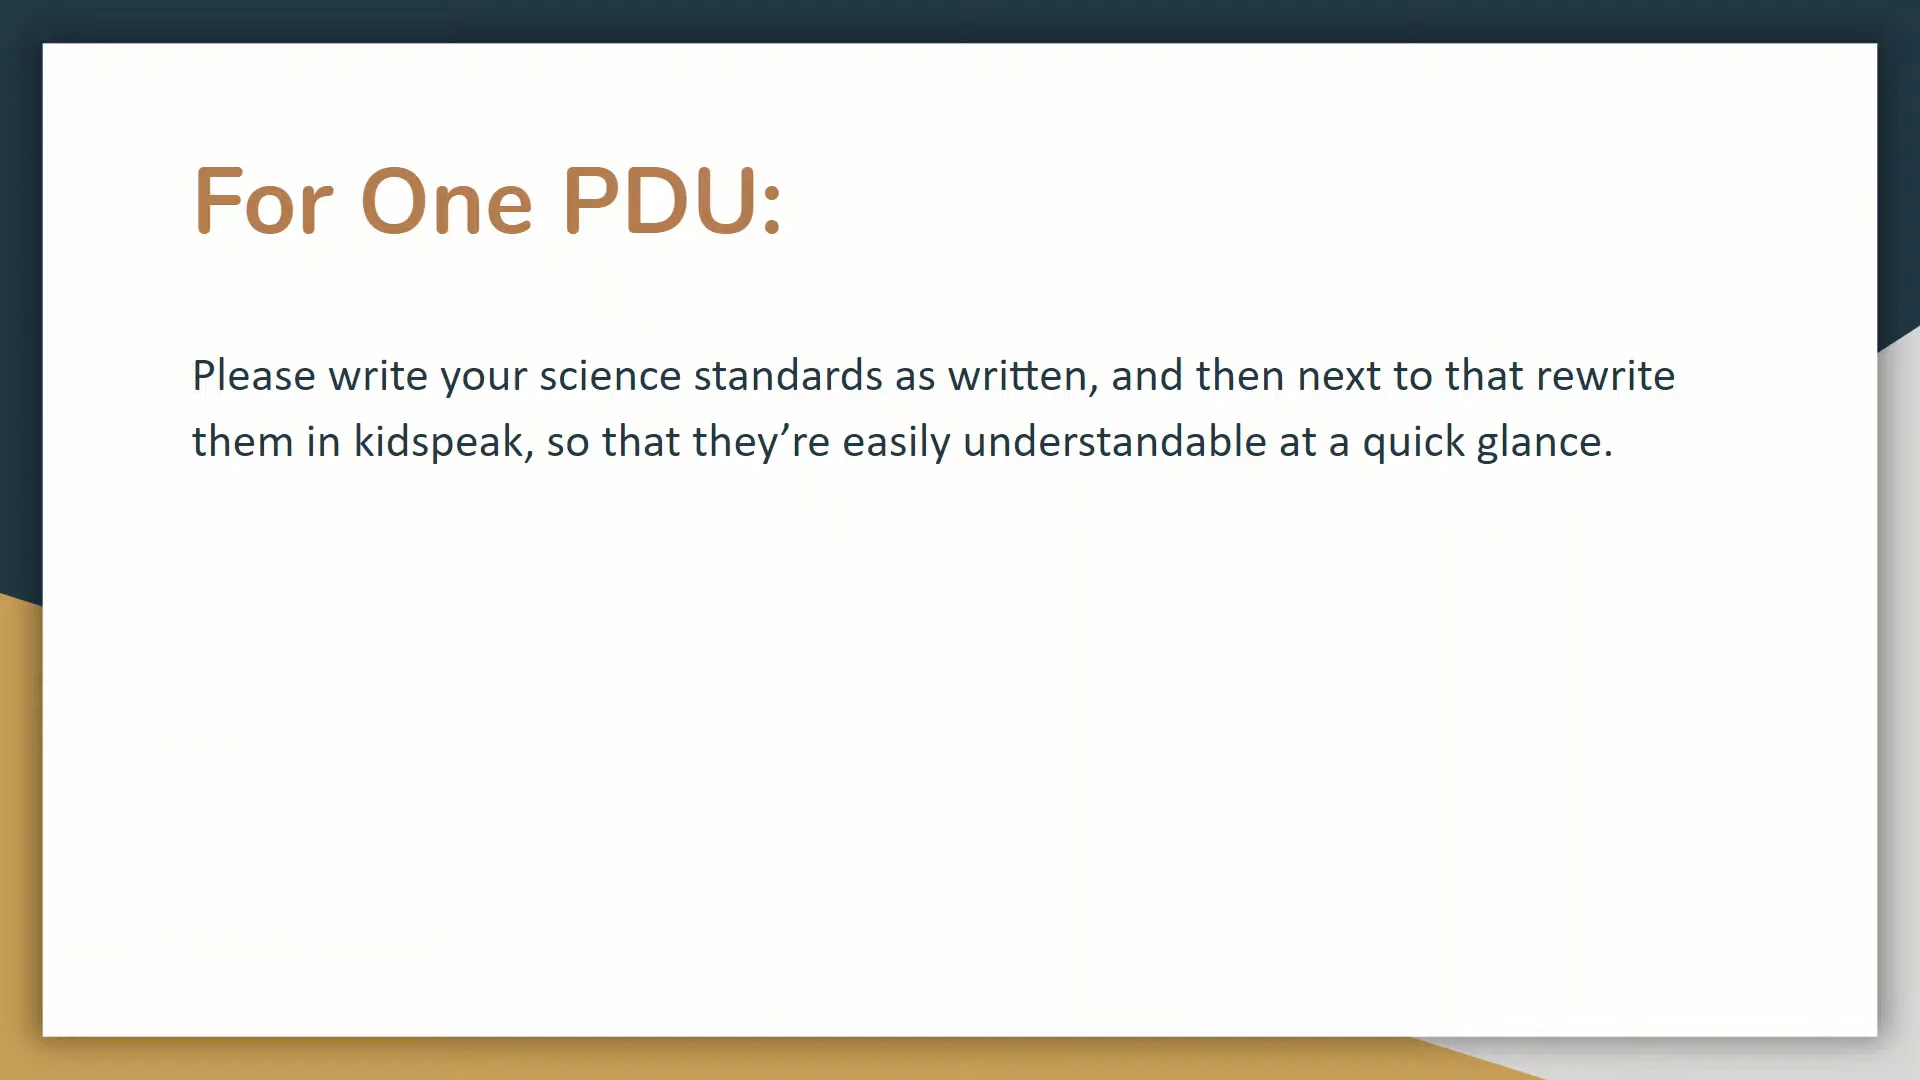 For One PDU:
Please write your science standards as written, and then next to that rewrite
them in kidspeak, so that they’re easily understandable at a quick glance.